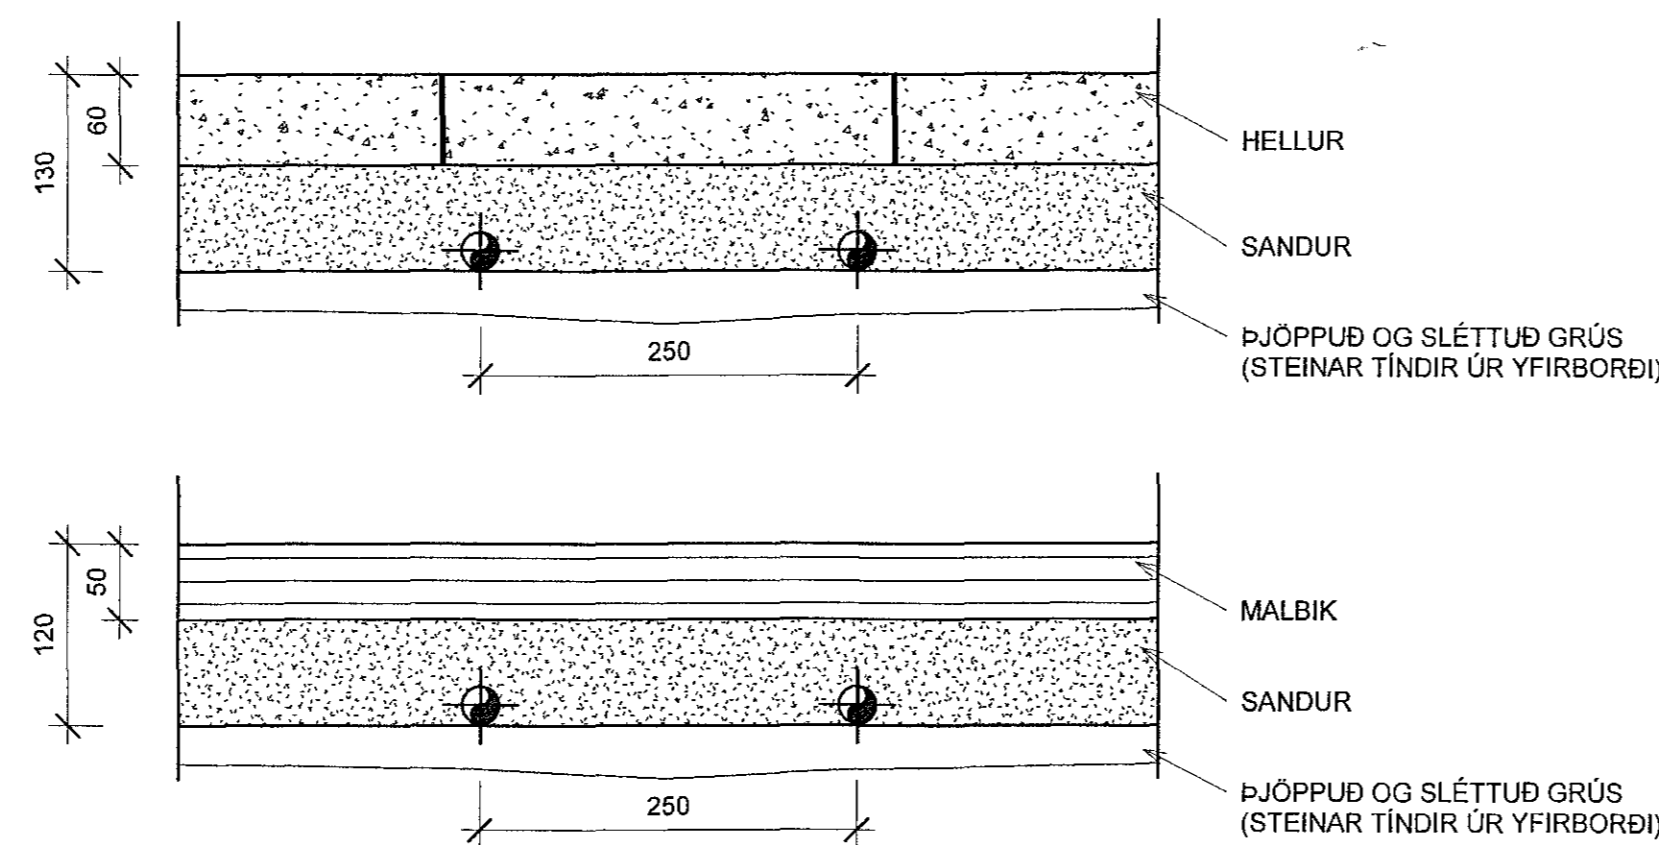 60
130
HELLUR
SANDUR
ÞJÖPPUÐ OG SLÉTTUÐ GRÚS
(STEINAR TÍNDIR ÚR YFIRBORÐI)
250
50
120
MALBIK
SANDUR
ÞJÖPPUÐ OG SLÉTTUÐ GRÚS
(STEINAR TÍNDIR ÚR YFIRBORÐI)
250